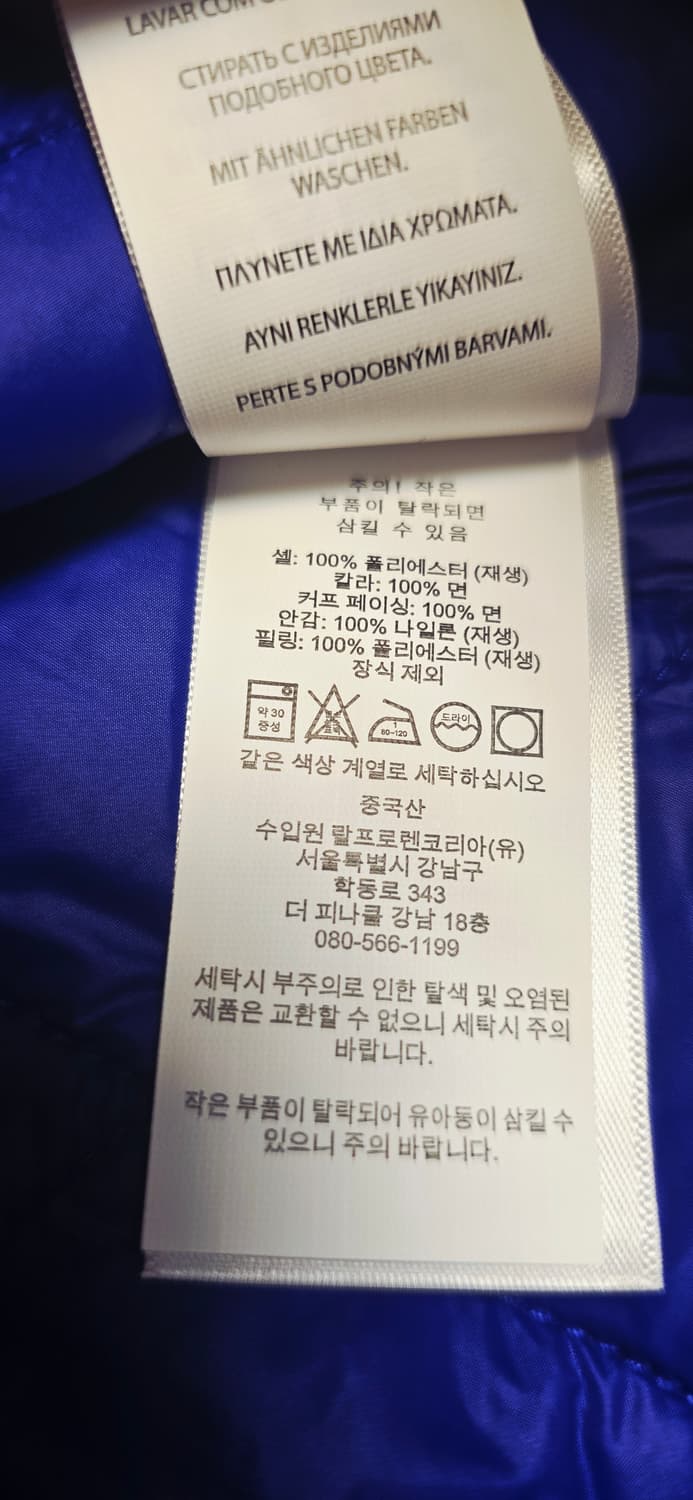 LAVAR COM
СТИРАТЬ С ИЗДЕЛИЯМИ
ПОДОБНОГО ЦВЕТА.
MIT ÄHNLICHEN FARBEN
WASCHEN.
ΠΛΥΝΕΤΕ ΜΕ ΙΔΙΑ ΧΡΩΜΑΤΑ.
AYNI RENKLERLE YIKAYINIZ.
PERTE S PODOBNÝMI BARVAMI.
주의! 작은
부품이 탈락되면
삼킬 수 있음
셸: 100% 폴리에스터 (재생)
칼라: 100% 면
커프 페이싱: 100% 면
안감: 100% 나일론 (재생)
필링: 100% 폴리에스터 (재생)
장식 제외
약 30
중성
1
80~120
드라이
같은 색상 계열로 세탁하십시오
중국산
수입원 랄프로렌코리아(유)
서울특별시 강남구
학동로 343
더 피나클 강남 18층
080-566-1199
세탁시 부주의로 인한 탈색 및 오염된
제품은 교환할 수 없으니 세탁시 주의
바랍니다.
작은 부품이 탈락되어 유아동이 삼킬 수
있으니 주의 바랍니다.